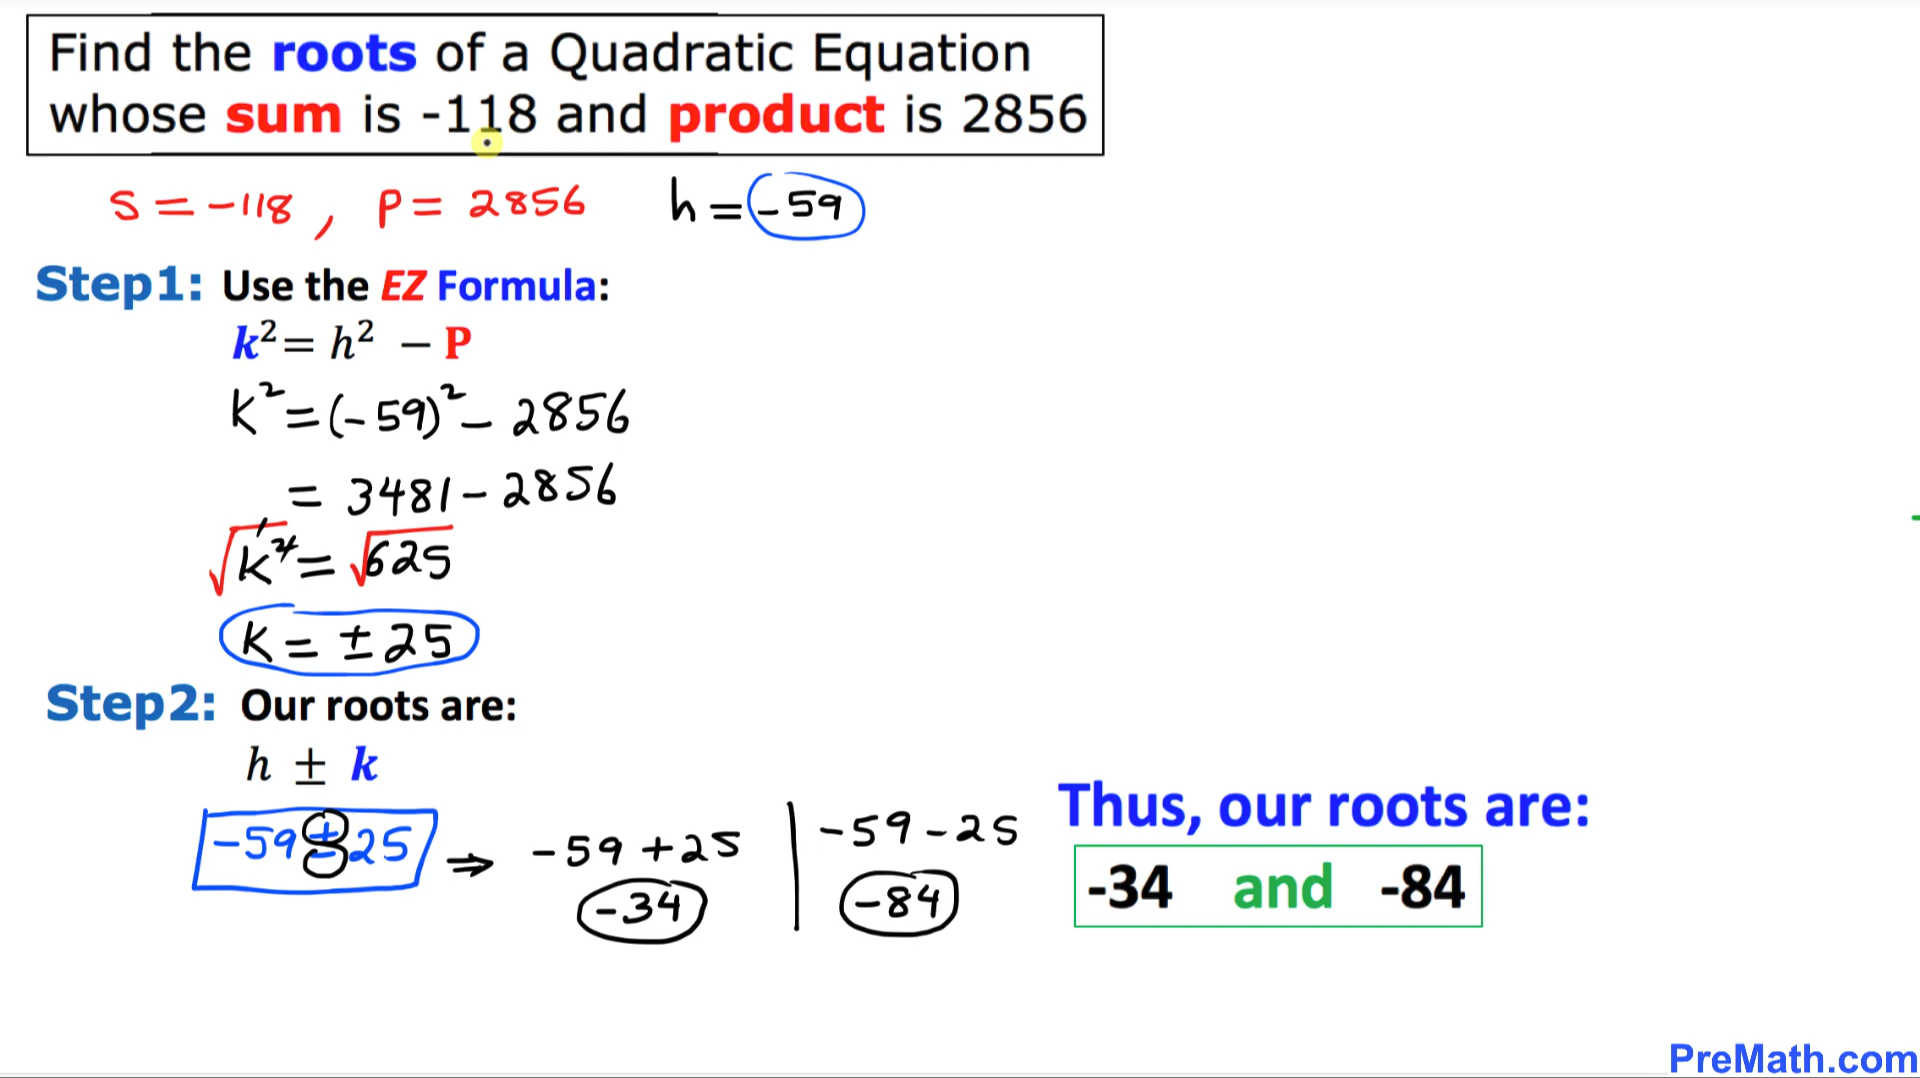 Find the roots of a Quadratic Equation
whose sum is -118 and product is 2856
S = -118 , P = 2856 h = -59
Step1: Use the EZ Formula:
k² = h² − P
K² = (-59)² - 2856
= 3481 - 2856
√K² = √625
K = ± 25
Step2: Our roots are:
h ± k
-59 ± 25 ⇒ -59 + 25 | -59 - 25
-34 -84
Thus, our roots are:
-34 and -84
PreMath.com